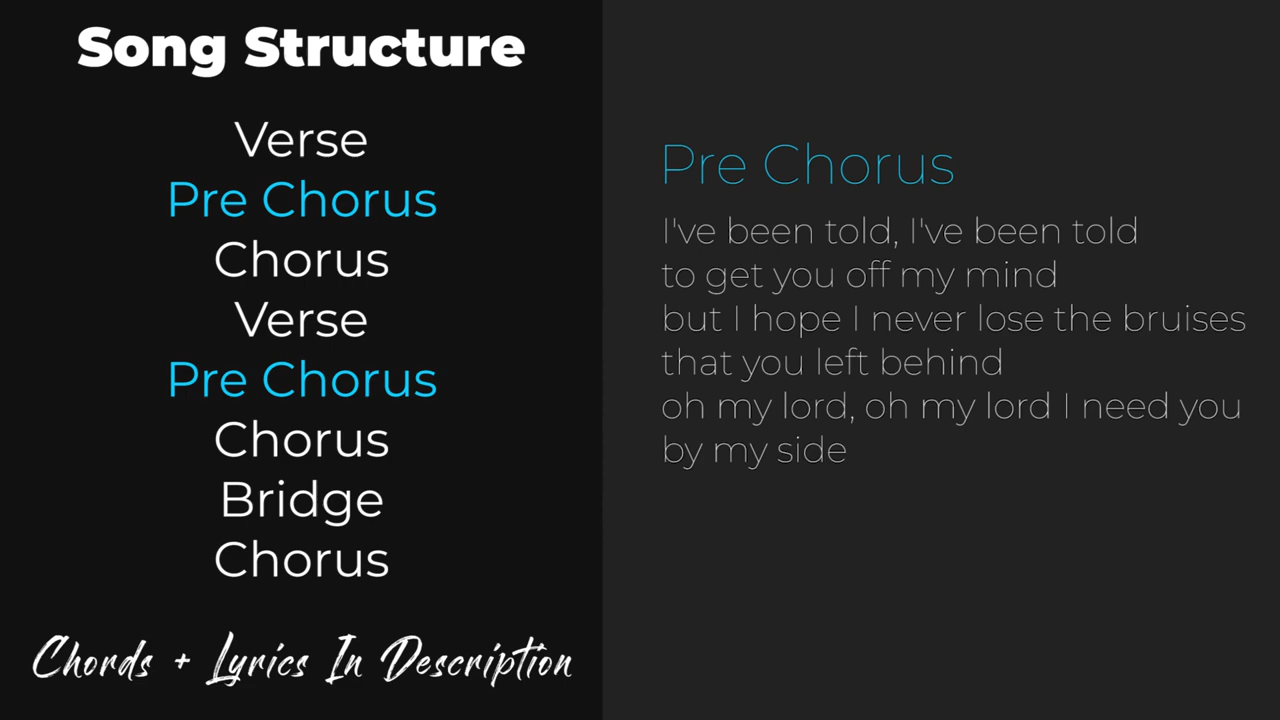 Song Structure
Verse
Pre Chorus
Chorus
Verse
Pre Chorus
Chorus
Bridge
Chorus
Chords + Lyrics In Description
Pre Chorus
I've been told, I've been told
to get you off my mind
but I hope I never lose the bruises
that you left behind
oh my lord, oh my lord I need you
by my side